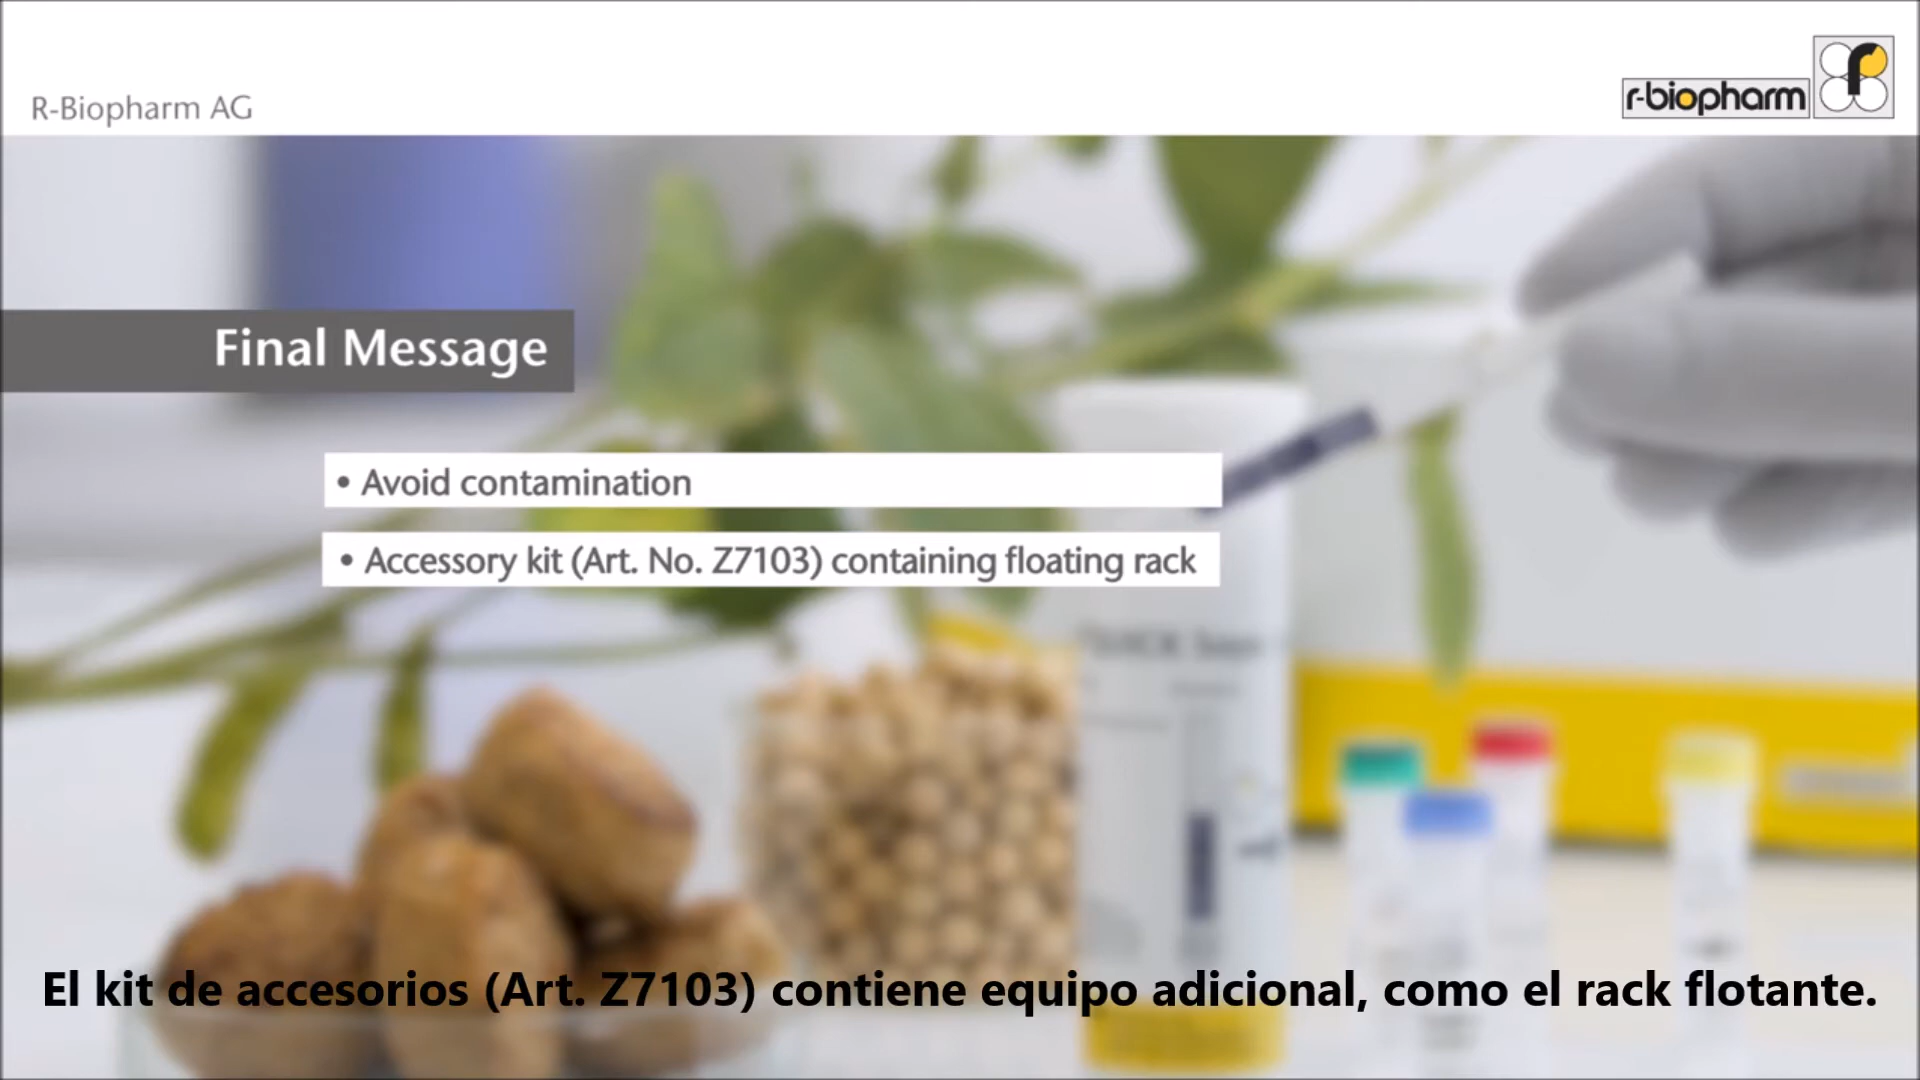 R-Biopharm AG
r-biopharm
Final Message
• Avoid contamination
• Accessory kit (Art. No. Z7103) containing floating rack
El kit de accesorios (Art. Z7103) contiene equipo adicional, como el rack flotante.